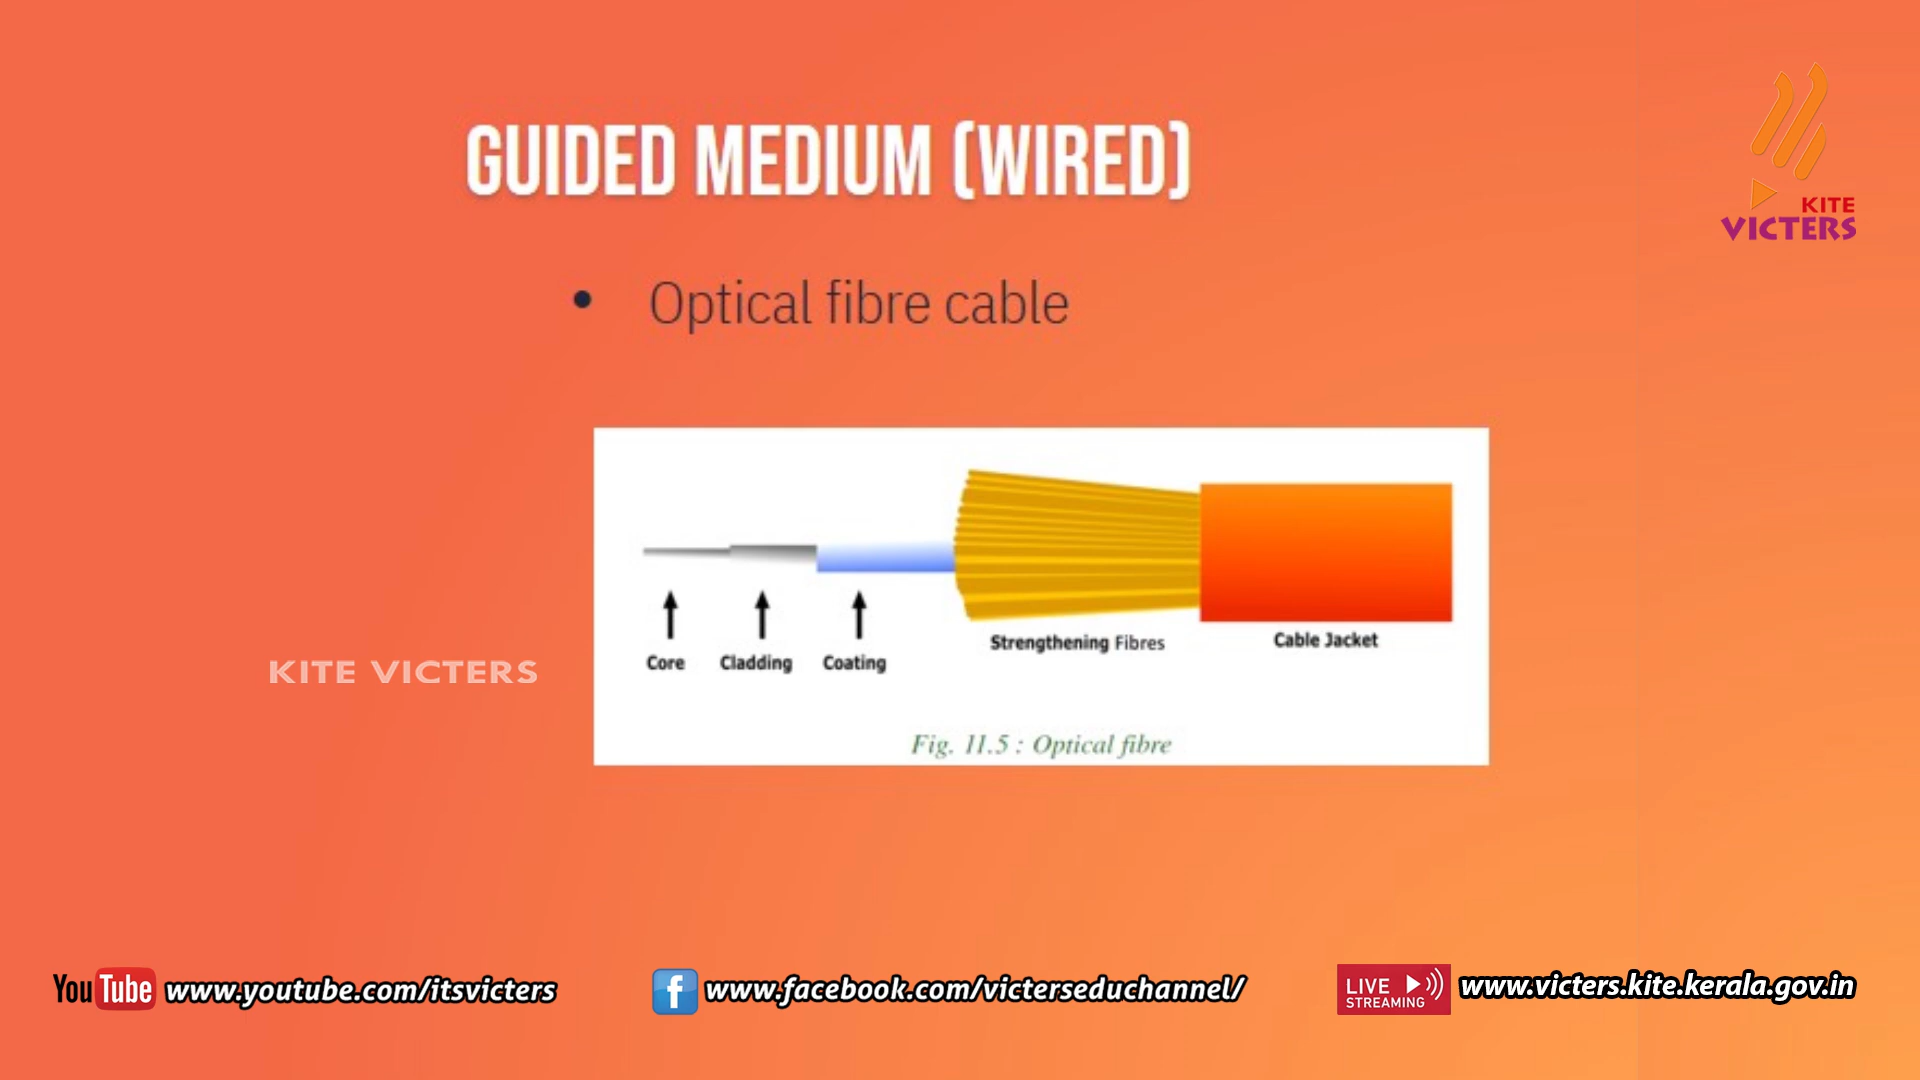 GUIDED MEDIUM (WIRED)
KITE
VICTERS
• Optical fibre cable
Core
Cladding
Coating
Strengthening Fibres
Cable Jacket
KITE VICTERS
Fig. 11.5 : Optical fibre
YouTube www.youtube.com/itsvicters
f www.facebook.com/victerseduchannel/
LIVE STREAMING www.victers.kite.kerala.gov.in